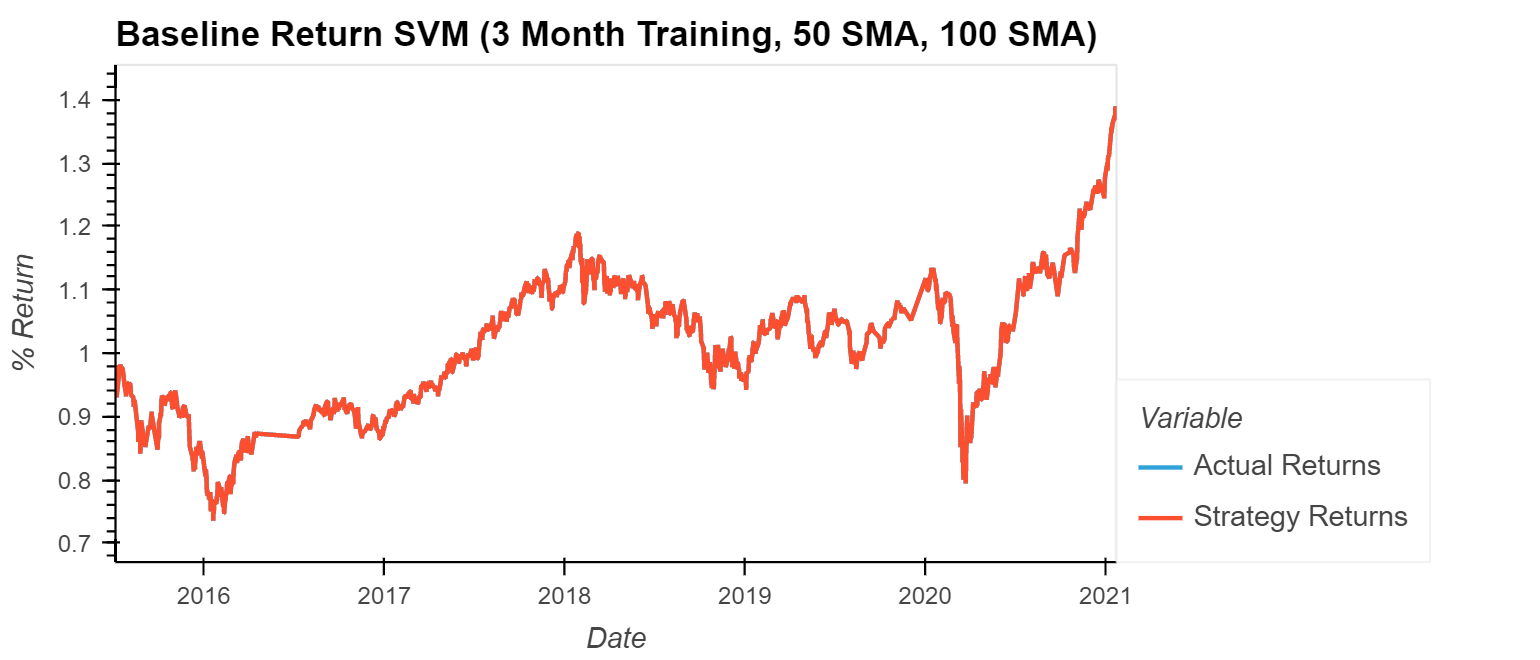 Baseline Return SVM (3 Month Training, 50 SMA, 100 SMA)
% Return
1.4
1.3
1.2
1.1
1
0.9
0.8
0.7
2016 2017 2018 2019 2020 2021
Date
Variable
Actual Returns
Strategy Returns